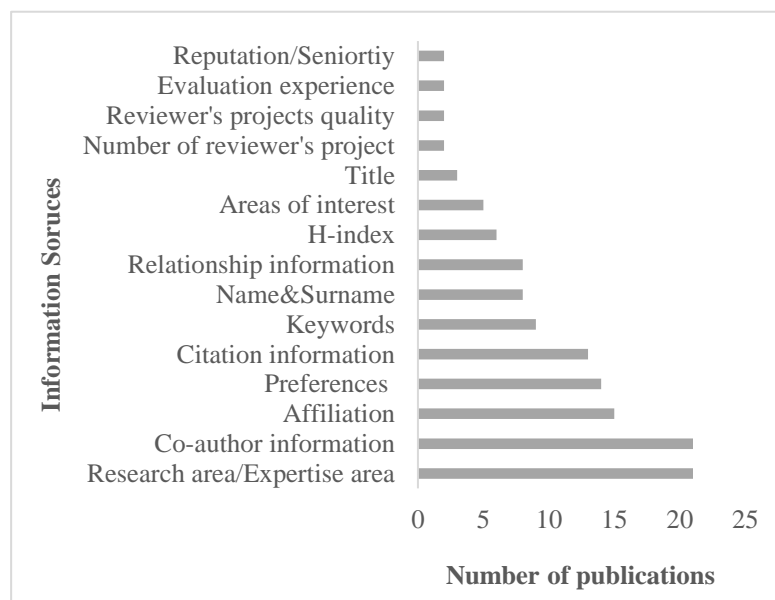 Reputation/Seniortiy
Evaluation experience
Reviewer's projects quality
Number of reviewer's project
Title
Areas of interest
H-index
Relationship information
Name&Surname
Keywords
Citation information
Preferences
Affiliation
Co-author information
Research area/Expertise area
Information Soruces
0 5 10 15 20 25
Number of publications